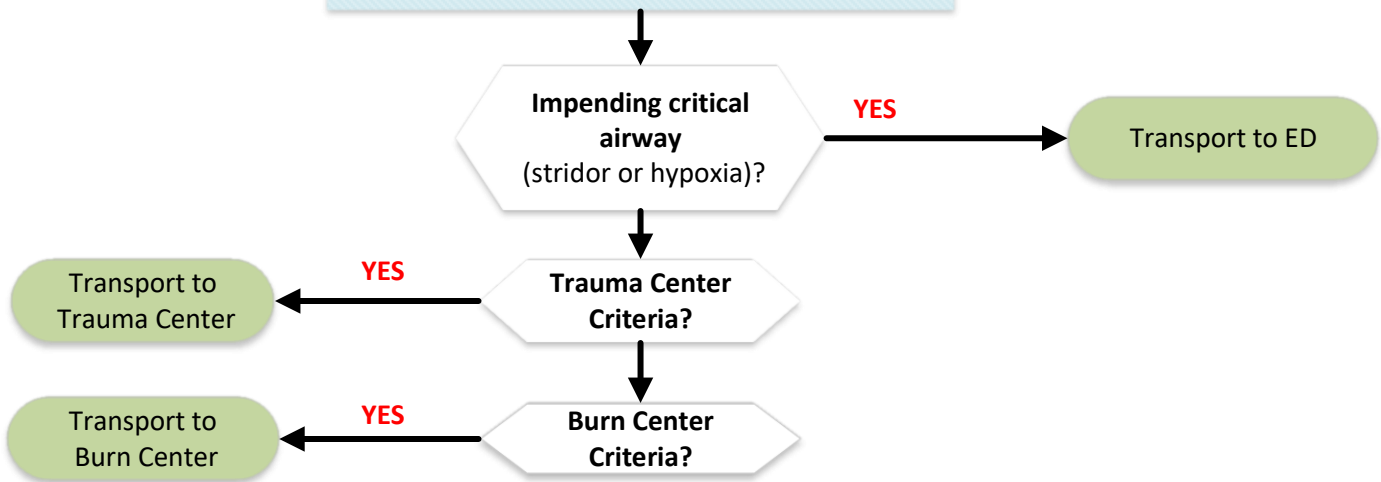 Impending critical
airway
(stridor or hypoxia)?
YES
Transport to ED
Trauma Center
Criteria?
YES
Transport to
Trauma Center
Burn Center
Criteria?
YES
Transport to
Burn Center